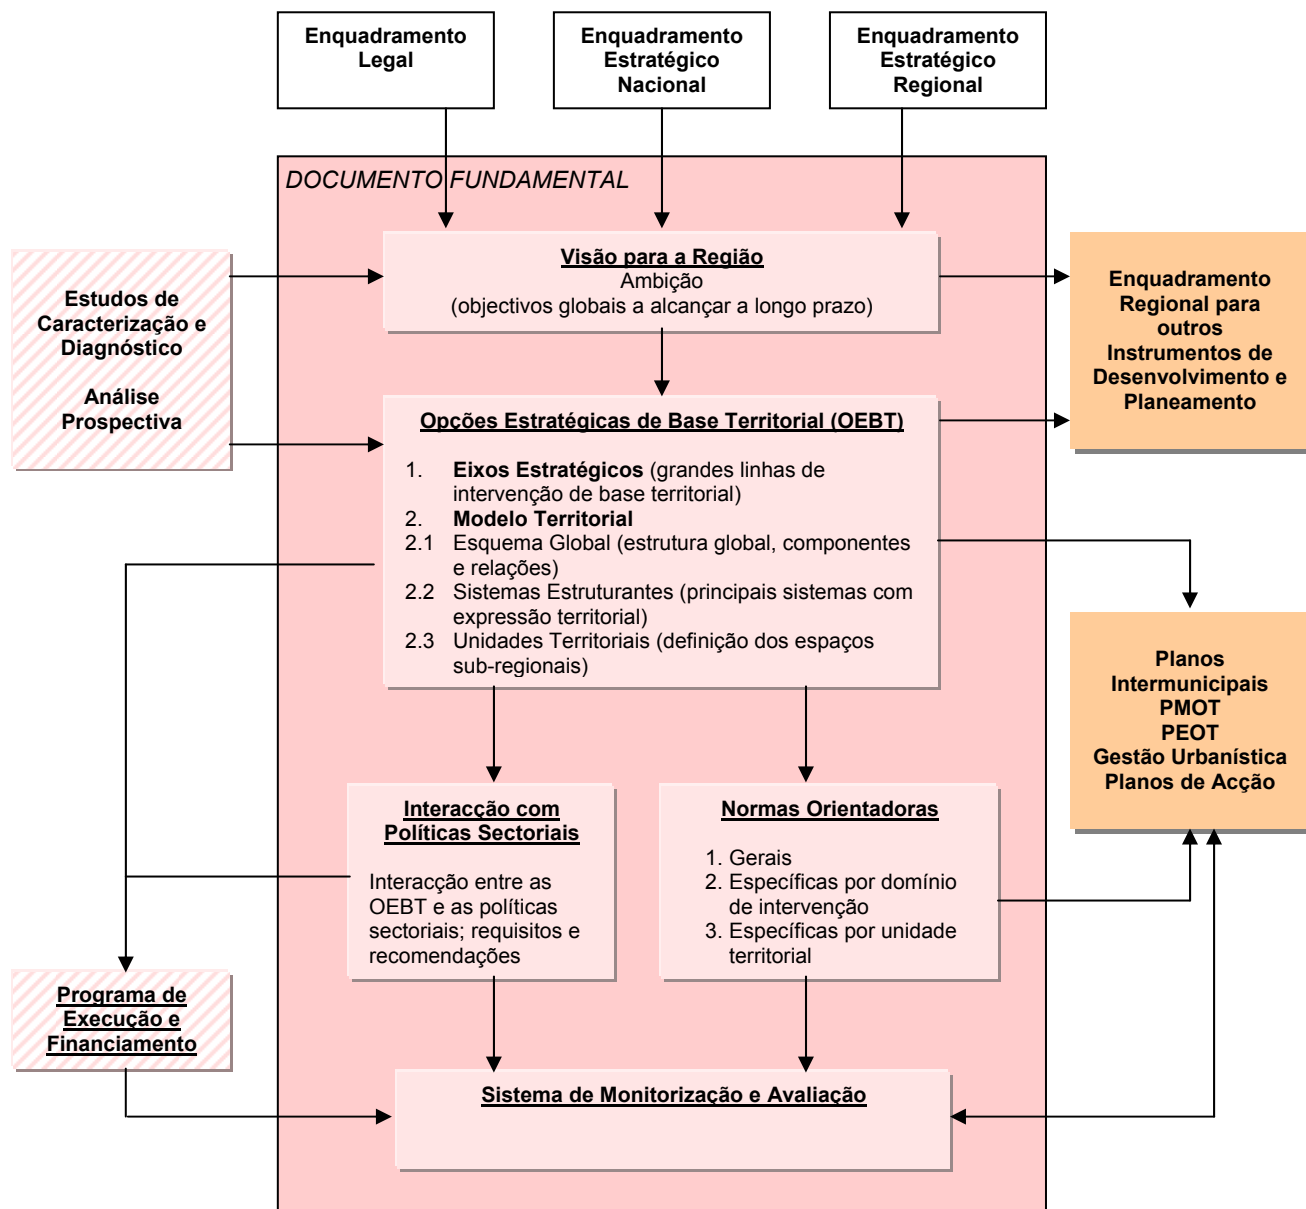 Enquadramento
Legal
Enquadramento
Estratégico
Nacional
Enquadramento
Estratégico
Regional
DOCUMENTO FUNDAMENTAL
Visão para a Região
Ambição
(objectivos globais a alcançar a longo prazo)
Estudos de
Caracterização e
Diagnóstico
Análise
Prospectiva
Enquadramento
Regional para
outros
Instrumentos de
Desenvolvimento e
Planeamento
Opções Estratégicas de Base Territorial (OEBT)
1. Eixos Estratégicos (grandes linhas de
intervenção de base territorial)
2. Modelo Territorial
2.1 Esquema Global (estrutura global, componentes
e relações)
2.2 Sistemas Estruturantes (principais sistemas com
expressão territorial)
2.3 Unidades Territoriais (definição dos espaços
sub-regionais)
Planos
Intermunicipais
PMOT
PEOT
Gestão Urbanística
Planos de Acção
Interacção com
Políticas Sectoriais
Interacção entre as
OEBT e as políticas
sectoriais; requisitos e
recomendações
Normas Orientadoras
1. Gerais
2. Específicas por domínio
de intervenção
3. Específicas por unidade
territorial
Programa de
Execução e
Financiamento
Sistema de Monitorização e Avaliação